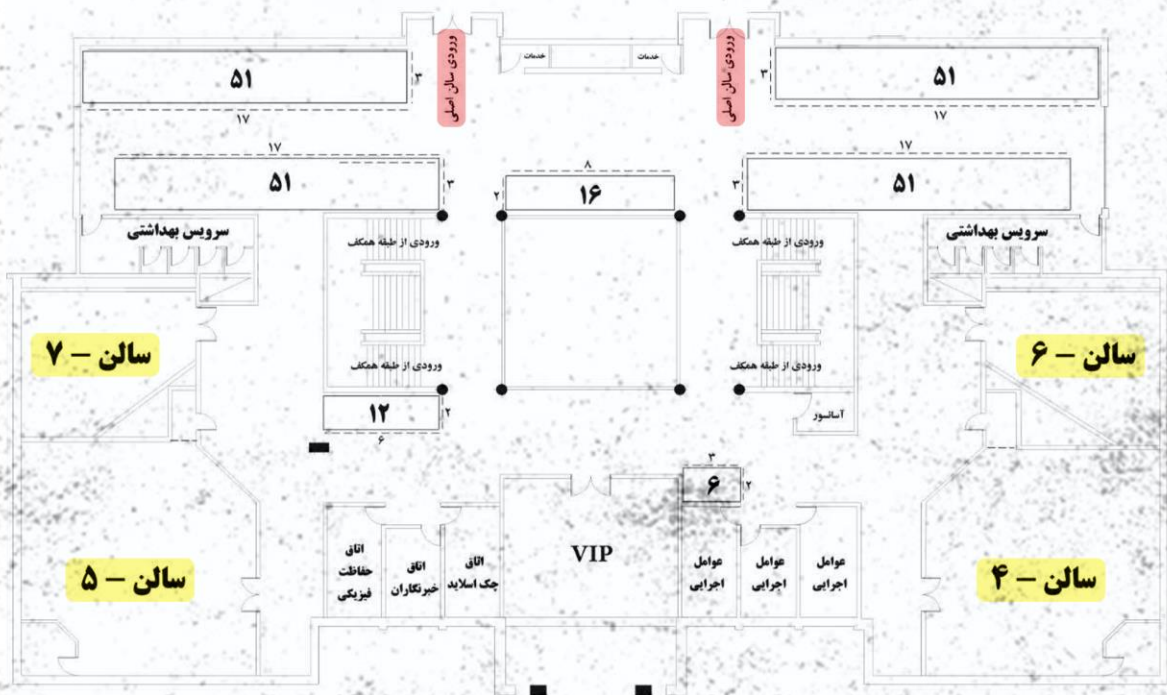 ورودی سالن اصلی
ورودی سالن اصلی
خدمات
خدمات
۵۱
۳
۱۷
۵۱
۳
۱۷
۱۷
۵۱
۳
۱۷
۵۱
۳
۸
۱۶
۲
سرویس بهداشتی
سرویس بهداشتی
ورودی از طبقه همکف
ورودی از طبقه همکف
سالن – ۶
سالن – ۷
ورودی از طبقه همکف
ورودی از طبقه همکف
آسانسور
۱۲
۲
۶
۳
۶
۲
VIP
سالن – ۴
سالن – ۵
عوامل
اجرایی
عوامل
اجرایی
عوامل
اجرایی
اتاق
چک اسلاید
اتاق
خبرنگاران
اتاق
حفاظت
فیزیکی